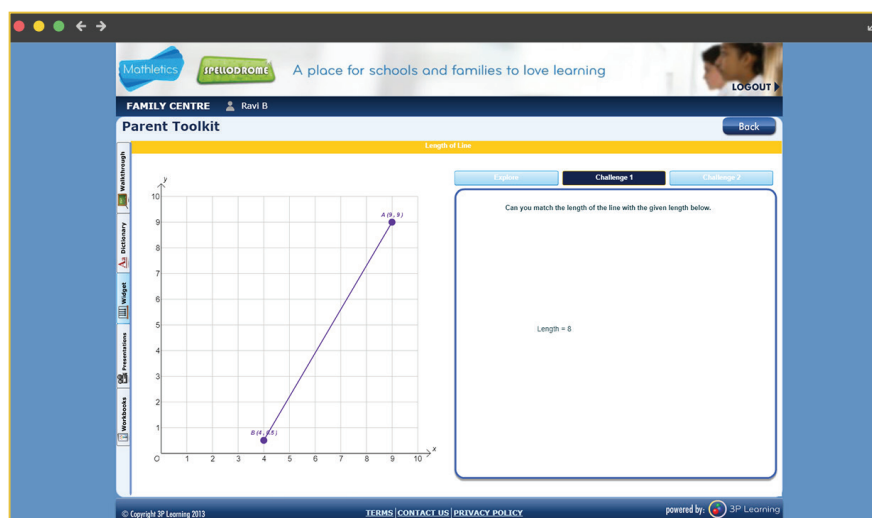 Mathletics
SPELLODROME
A place for schools and families to love learning
LOGOUT
FAMILY CENTRE
Ravi B
Parent Toolkit
Back
Length of Line
Walkthrough
Dictionary
Widget
Presentations
Workbooks
y
10
9
8
7
6
5
4
3
2
1
O 1 2 3 4 5 6 7 8 9 10 x
A (9 , 9 )
B (4 , 0.5 )
Explore
Challenge 1
Challenge 2
Can you match the length of the line with the given length below.
Length = 8
© Copyright 3P Learning 2013
TERMS | CONTACT US | PRIVACY POLICY
powered by: 3P Learning